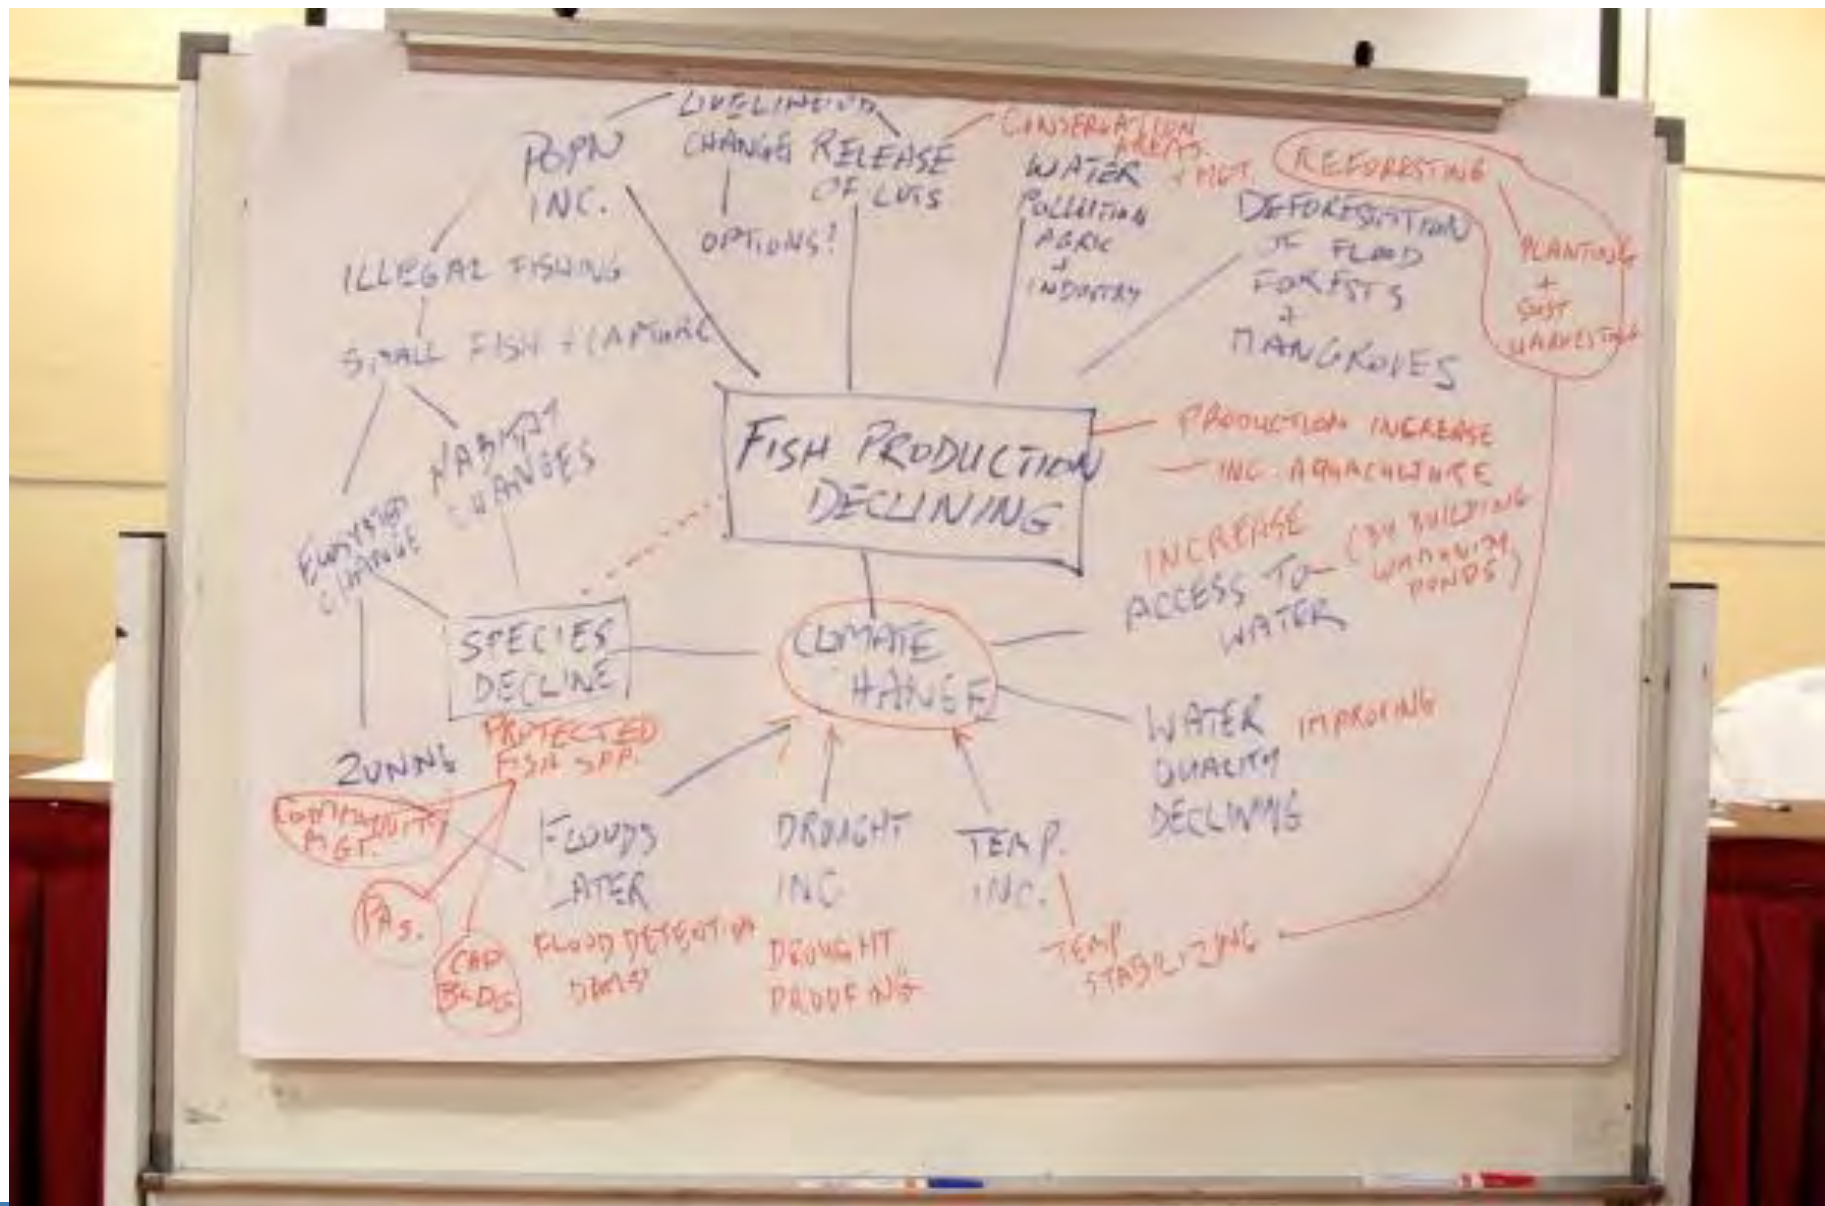 LIVELIHOOD
CHANGE
OPTIONS?
POPN
INC.
RELEASE
OF
CONSERVATION
AREAS
+ MGT.
WATER
POLLUTION
AGRIC
+
INDUSTRY
REFORESTING
PLANTING
+
SUST
HARVESTING
DEFORESTATION
OF FLOOD
FORESTS
+
MANGROVES
ILLEGAL FISHING
SMALL FISH + CAPTURE
HABITAT
CHANGES
ECOSYSTEM
CHANGE
FISH PRODUCTION
DECLINING
PRODUCTION INCREASE
INC. AQUACULTURE
INCREASE
ACCESS TO
WATER
(BY BUILDING
COMMUNITY
PONDS)
SPECIES
DECLINE
CLIMATE
CHANGE
WATER IMPROVING
QUALITY
DECLINING
ZONING
PROTECTED
FISH SPP.
COMMUNITY
MGT.
PAs.
CAP
BLDG
FLOODS
LATER
FLOOD DETENTION
DAMS?
DROUGHT
INC.
DROUGHT
PROOFING
TEMP.
INC.
TEMP
STABILIZING